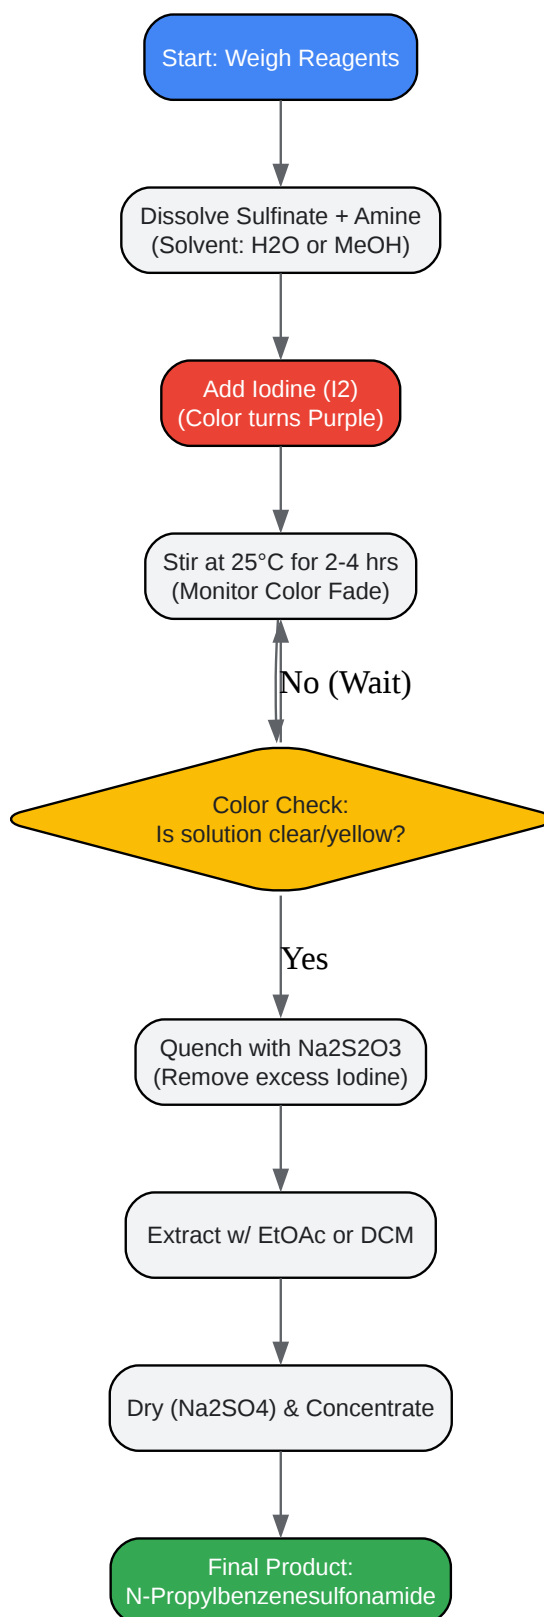 Start: Weigh Reagents
Dissolve Sulfinate + Amine
(Solvent: H2O or MeOH)
Add Iodine (I2)
(Color turns Purple)
Stir at 25°C for 2-4 hrs
(Monitor Color Fade)
No (Wait)
Color Check:
Is solution clear/yellow?
Yes
Quench with Na2S2O3
(Remove excess Iodine)
Extract w/ EtOAc or DCM
Dry (Na2SO4) & Concentrate
Final Product:
N-Propylbenzenesulfonamide